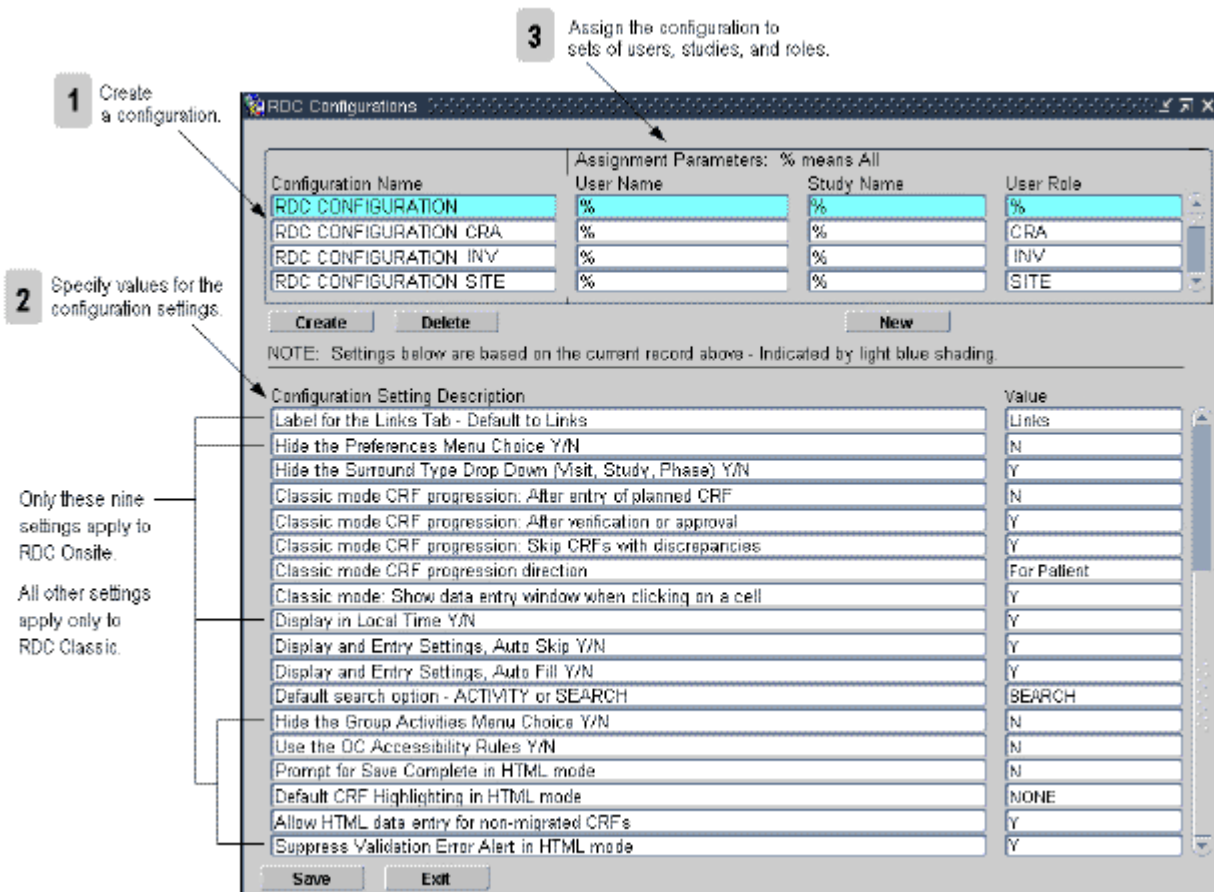 3 Assign the configuration to
sets of users, studies, and roles.
1 Create
a configuration.
RDC Configurations
Assignment Parameters: % means All
Configuration Name User Name Study Name User Role
RDC CONFIGURATION % % %
RDC CONFIGURATION CRA % % CRA
RDC CONFIGURATION INV % % INV
RDC CONFIGURATION SITE % % SITE
2 Specify values for the
configuration settings.
Create Delete New
NOTE: Settings below are based on the current record above - Indicated by light blue shading.
Configuration Setting Description Value
Label for the Links Tab - Default to Links Links
Hide the Preferences Menu Choice Y/N N
Hide the Surround Type Drop Down (Visit, Study, Phase) Y/N Y
Classic mode CRF progression: After entry of planned CRF N
Classic mode CRF progression: After verification or approval Y
Classic mode CRF progression: Skip CRFs with discrepancies Y
Classic mode CRF progression direction For Patient
Classic mode: Show data entry window when clicking on a cell Y
Display in Local Time Y/N Y
Display and Entry Settings, Auto Skip Y/N Y
Display and Entry Settings, Auto Fill Y/N Y
Default search option - ACTIVITY or SEARCH SEARCH
Hide the Group Activities Menu Choice Y/N N
Use the OC Accessibility Rules Y/N N
Prompt for Save Complete in HTML mode N
Default CRF Highlighting in HTML mode NONE
Allow HTML data entry for non-migrated CRFs Y
Suppress Validation Error Alert in HTML mode Y
Only these nine
settings apply to
RDC Onsite.
All other settings
apply only to
RDC Classic.
Save Exit